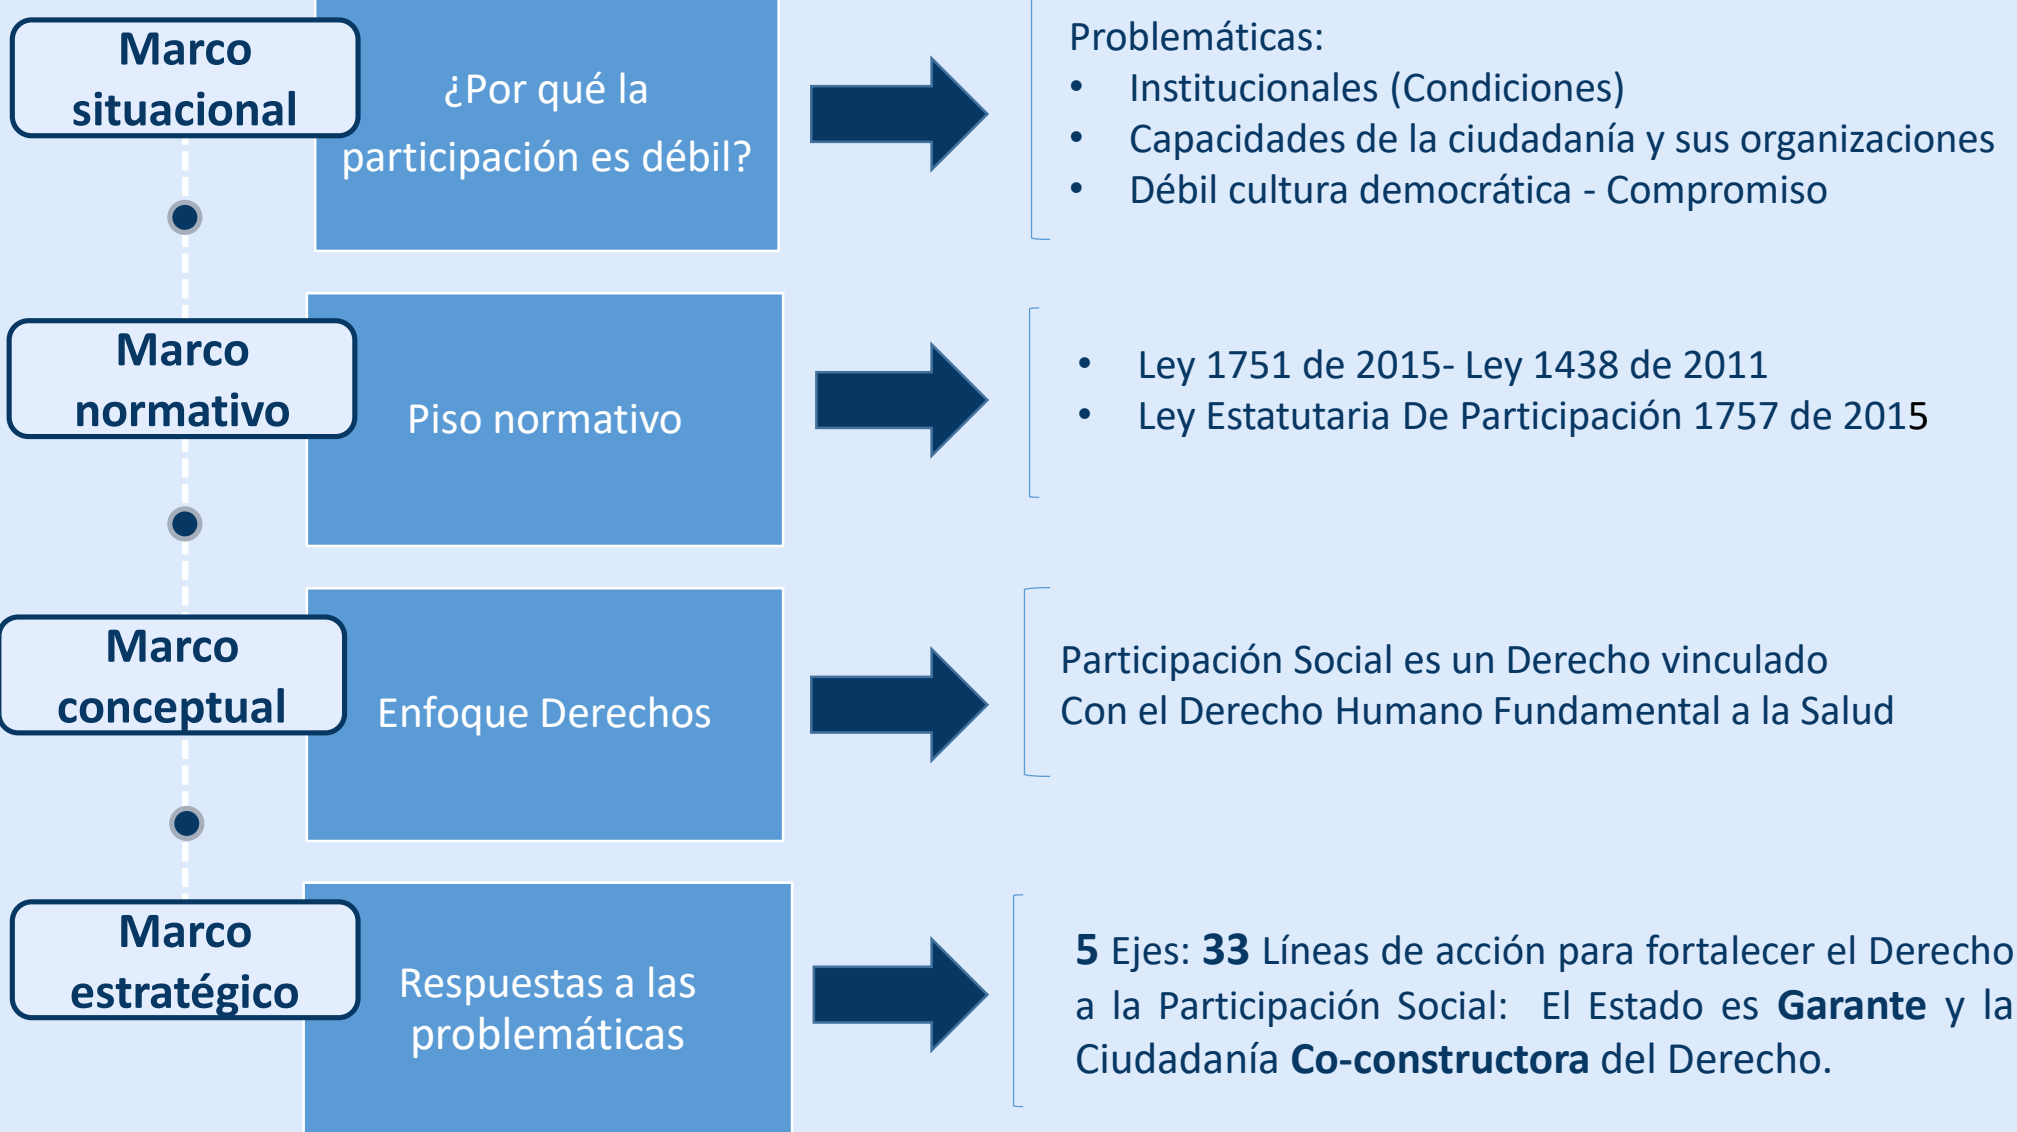 Marco
situacional
¿Por qué la
participación es débil?
Problemáticas:
• Institucionales (Condiciones)
• Capacidades de la ciudadanía y sus organizaciones
• Débil cultura democrática - Compromiso
Marco
normativo
Piso normativo
• Ley 1751 de 2015- Ley 1438 de 2011
• Ley Estatutaria De Participación 1757 de 2015
Marco
conceptual
Enfoque Derechos
Participación Social es un Derecho vinculado
Con el Derecho Humano Fundamental a la Salud
Marco
estratégico
Respuestas a las
problemáticas
5 Ejes: 33 Líneas de acción para fortalecer el Derecho
a la Participación Social: El Estado es Garante y la
Ciudadanía Co-constructora del Derecho.